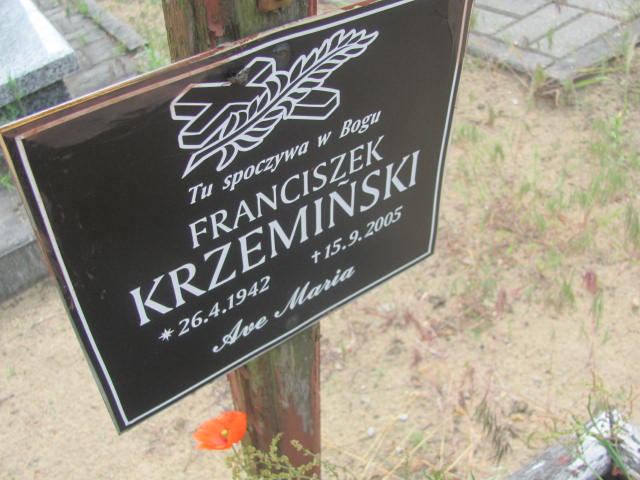 Tu spoczywa w Bogu
FRANCISZEK
KRZEMIŃSKI
* 26.4.1942 † 15.9.2005
Ave Maria